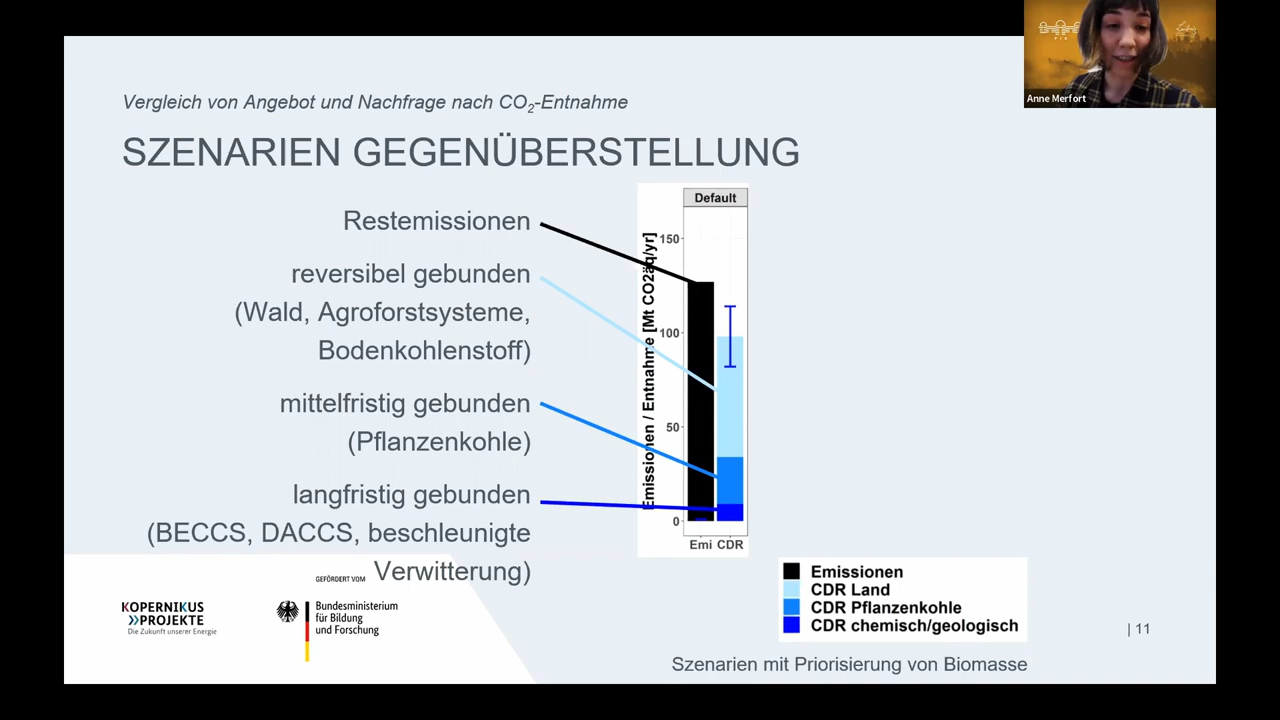 Anne Merfort
Vergleich von Angebot und Nachfrage nach CO2-Entnahme
SZENARIEN GEGENÜBERSTELLUNG
Restemissionen
reversibel gebunden
(Wald, Agroforstsysteme,
Bodenkohlenstoff)
mittelfristig gebunden
(Pflanzenkohle)
langfristig gebunden
(BECCS, DACCS, beschleunigte
Verwitterung)
Default
Emissionen / Entnahme [Mt CO2äq/yr]
150
100
50
0
Emi CDR
Emissionen
CDR Land
CDR Pflanzenkohle
CDR chemisch/geologisch
Szenarien mit Priorisierung von Biomasse
GEFÖRDERT VOM
KOPERNIKUS
PROJEKTE
Die Zukunft unserer Energie
Bundesministerium
für Bildung
und Forschung
| 11